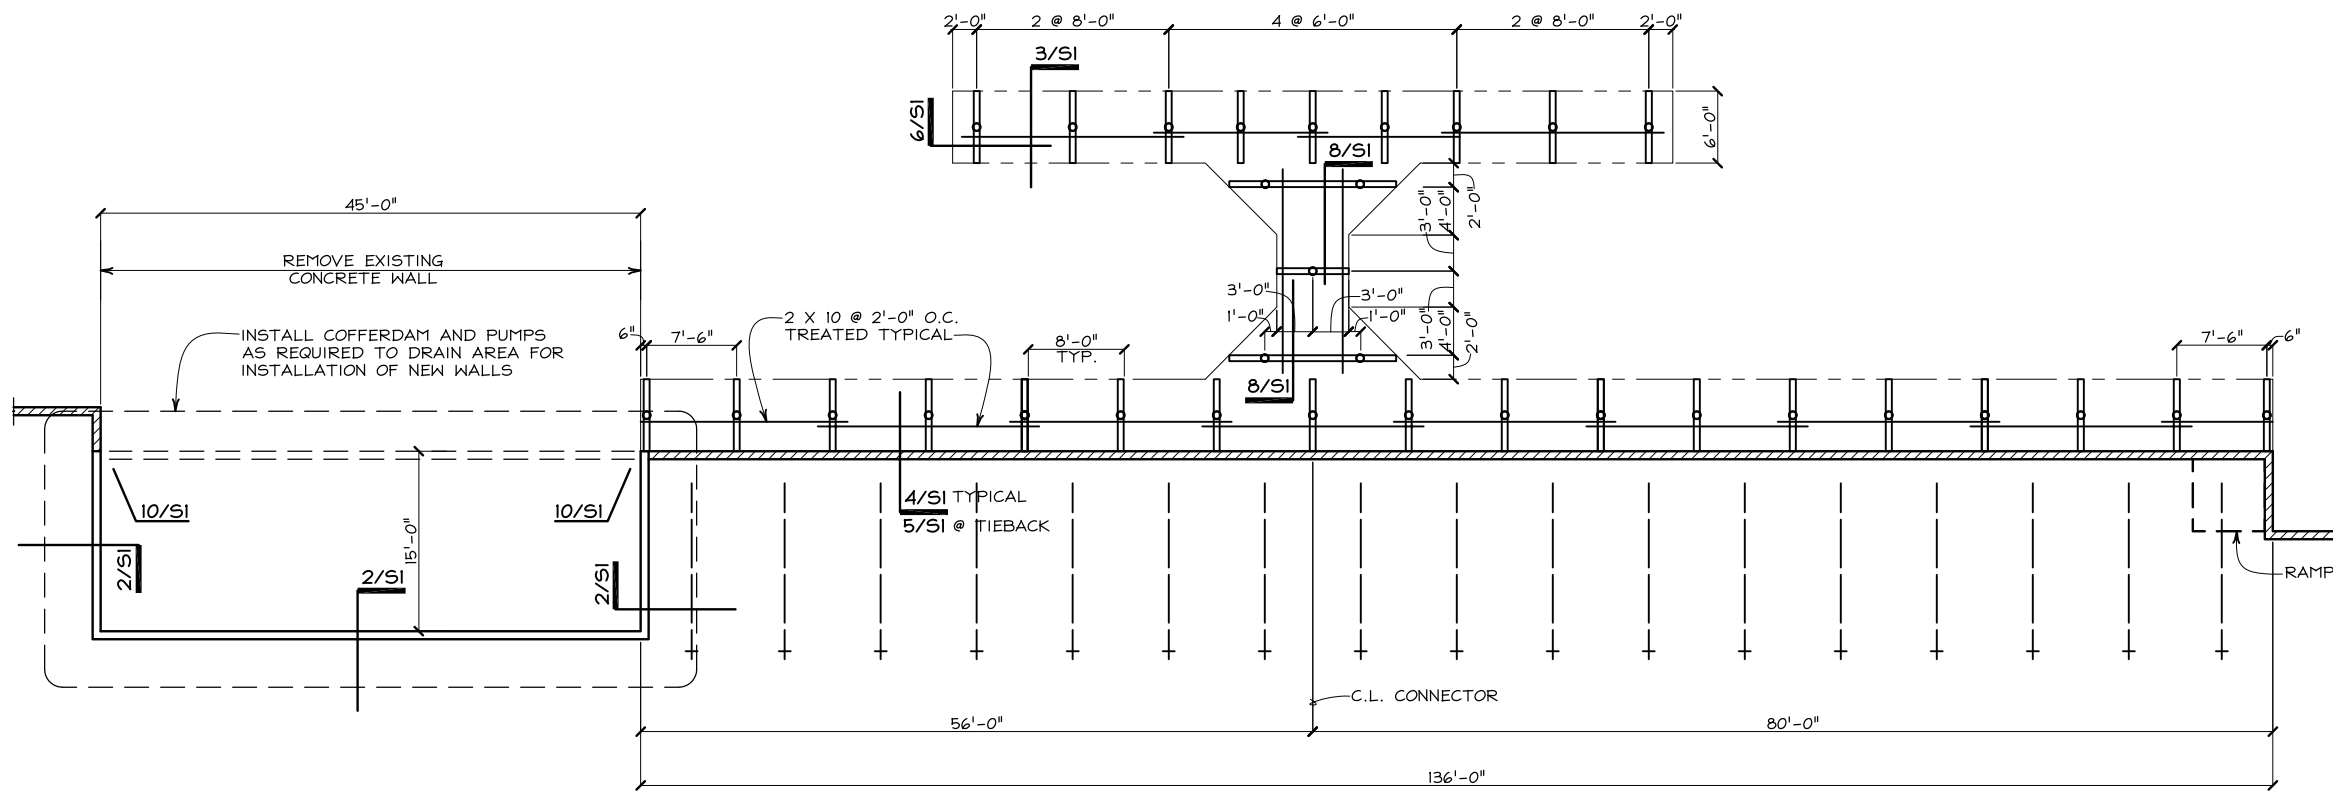 2'-0" 2 @ 8'-0" 4 @ 6'-0" 2 @ 8'-0" 2'-0"
3/S1
6/S1
6'-0"
8/S1
3'-0"
4'-0"
2'-0"
45'-0"
REMOVE EXISTING
CONCRETE WALL
3'-0" 3'-0"
1'-0" 1'-0"
3'-0"
4'-0"
2'-0"
INSTALL COFFERDAM AND PUMPS
AS REQUIRED TO DRAIN AREA FOR
INSTALLATION OF NEW WALLS
6" 7'-6"
2 X 10 @ 2'-0" O.C.
TREATED TYPICAL
8'-0"
TYP.
7'-6" 6"
8/S1
10/S1 10/S1
4/S1 TYPICAL
5/S1 @ TIEBACK
15'-0"
2/S1
2/S1
2/S1
RAMP
C.L. CONNECTOR
56'-0" 80'-0"
136'-0"